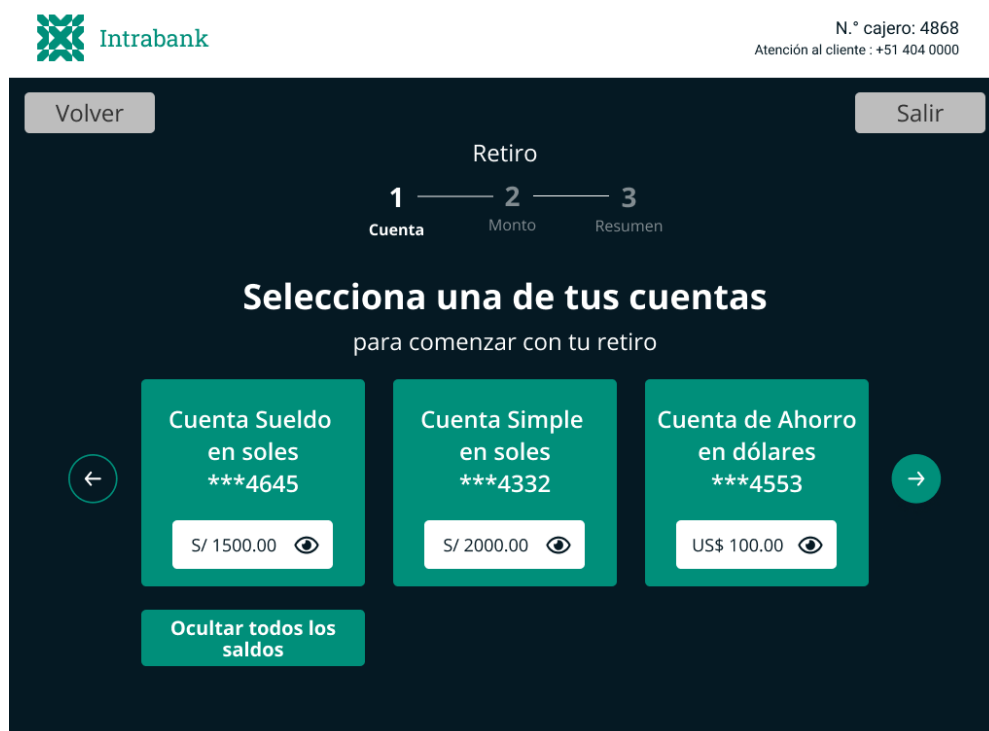 Intrabank
N.° cajero: 4868
Atención al cliente : +51 404 0000
Volver
Salir
Retiro
1 2 3
Cuenta Monto Resumen
Selecciona una de tus cuentas
para comenzar con tu retiro
Cuenta Sueldo
en soles
***4645
S/ 1500.00
Cuenta Simple
en soles
***4332
S/ 2000.00
Cuenta de Ahorro
en dólares
***4553
US$ 100.00
Ocultar todos los
saldos